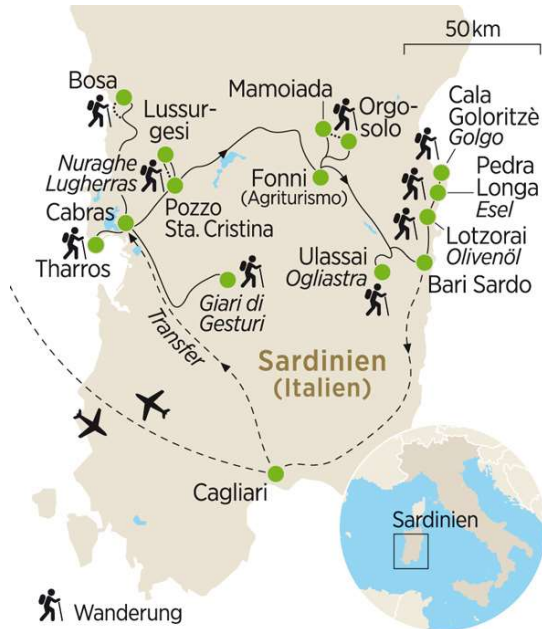 50 km
Bosa
Lussur-
gesi
Mamoiada
Orgo-
solo
Cala
Goloritzè
Golgo
Nuraghe
Lugherras
Cabras
Pozzo
Sta. Cristina
Fonni
(Agriturismo)
Pedra
Longa
Esel
Lotzorai
Olivenöl
Tharros
Giari di
Gesturi
Ulassai
Ogliastra
Bari Sardo
Transfer
Sardinien
(Italien)
Cagliari
Sardinien
Wanderung